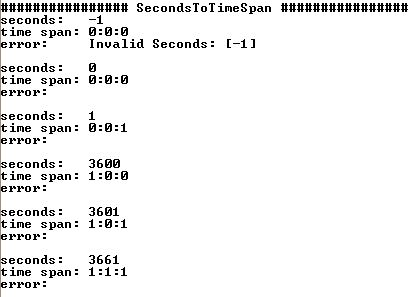 ################ SecondsToTimeSpan ################
seconds:   -1
time span: 0:0:0
error:     Invalid Seconds: [-1]
seconds:   0
time span: 0:0:0
error:
seconds:   1
time span: 0:0:1
error:
seconds:   3600
time span: 1:0:0
error:
seconds:   3601
time span: 1:0:1
error:
seconds:   3661
time span: 1:1:1
error: